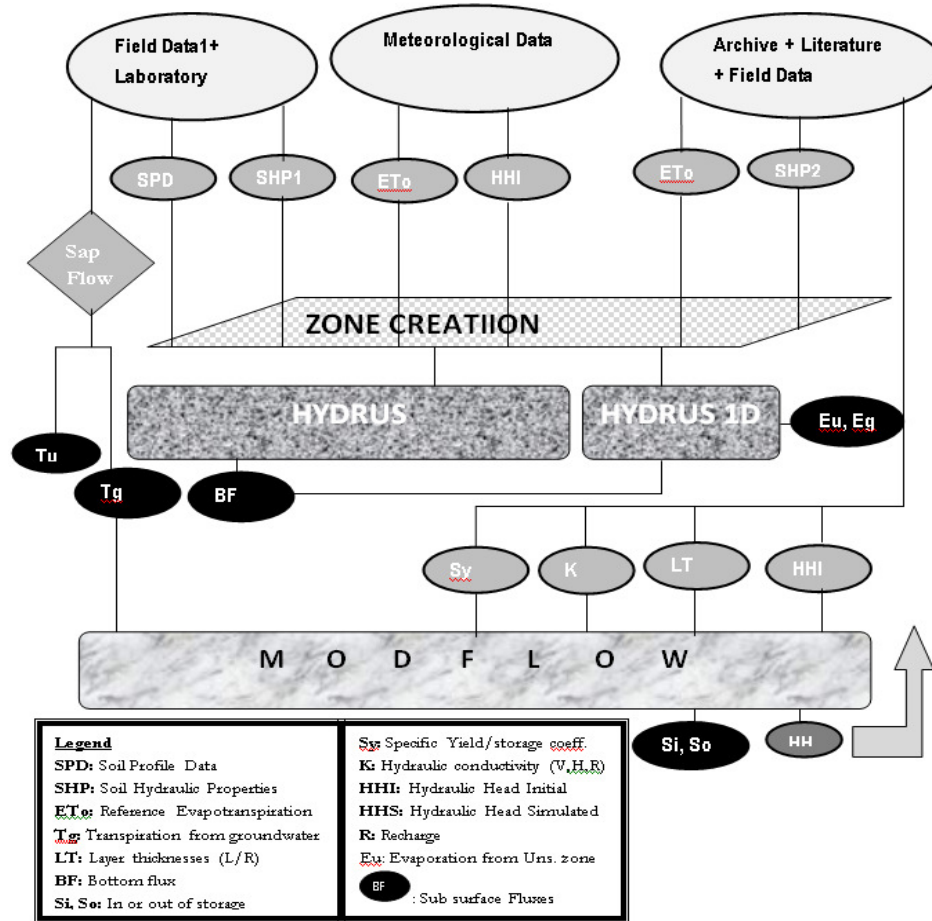 Field Data1+
Laboratory
Meteorological Data
Archive + Literature
+ Field Data
SPD
SHP1
ETo
HHI
ETo
SHP2
Sap
Flow
ZONE CREATIION
HYDRUS
HYDRUS 1D
Eu, Eg
Tu
Tg
BF
Sy
K
LT
HHI
M O D F L O W
Si, So
HH
Legend
SPD: Soil Profile Data
SHP: Soil Hydraulic Properties
ETo: Reference Evapotranspiration
Tg: Transpiration from groundwater
LT: Layer thicknesses (L/R)
BF: Bottom flux
Si, So: In or out of storage
Sy: Specific Yield/storage coeff.
K: Hydraulic conductivity (V,H,R)
HHI: Hydraulic Head Initial
HHS: Hydraulic Head Simulated
R: Recharge
Eu: Evaporation from Uns. zone
BF : Sub surface Fluxes